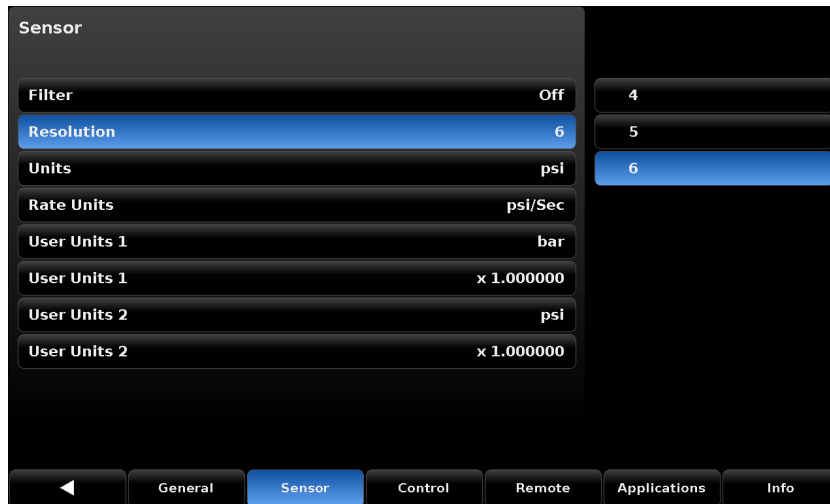 Sensor
Filter Off
Resolution 6
Units psi
Rate Units psi/Sec
User Units 1 bar
User Units 1 x 1.000000
User Units 2 psi
User Units 2 x 1.000000
4
5
6
General Sensor Control Remote Applications Info